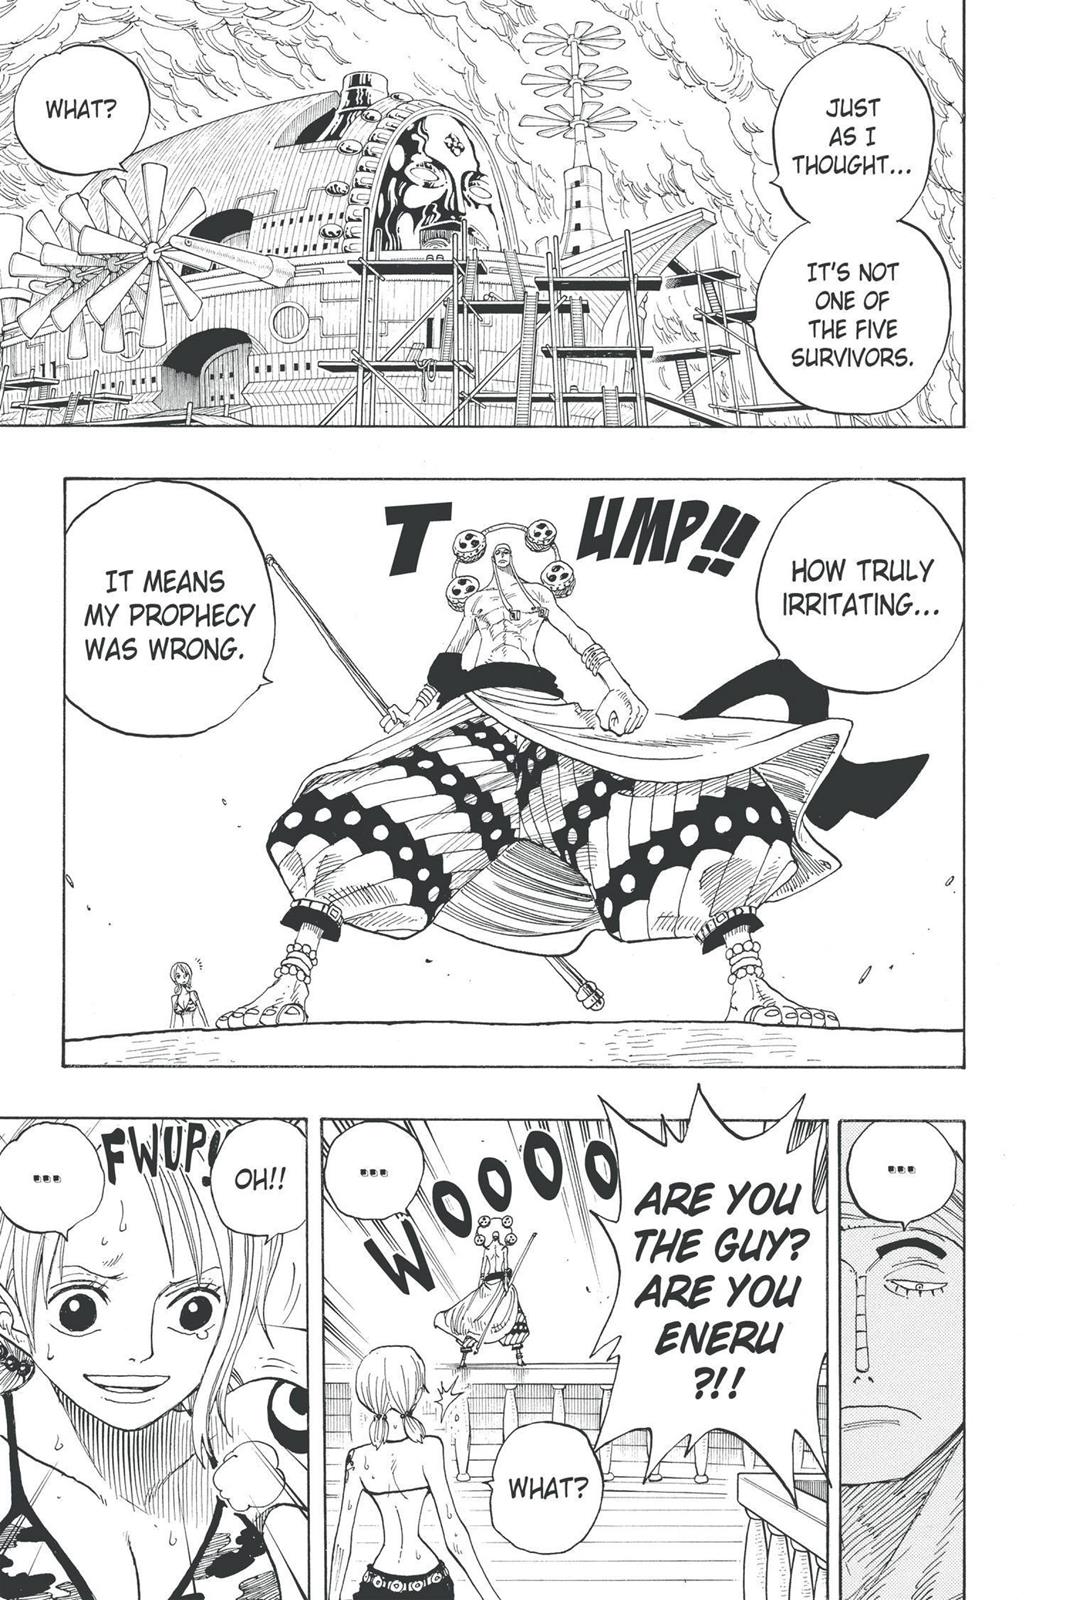 JUST
AS I
THOUGHT...
IT'S NOT
ONE OF
THE FIVE
SURVIVORS.
WHAT?
HOW TRULY
IRRITATING...
TUMP!!
IT MEANS
MY PROPHECY
WAS WRONG.
...
ARE YOU
THE GUY?
ARE YOU
ENERU
?!!
WOOOO
...
WHAT?
OH!!
FWUP!!
...